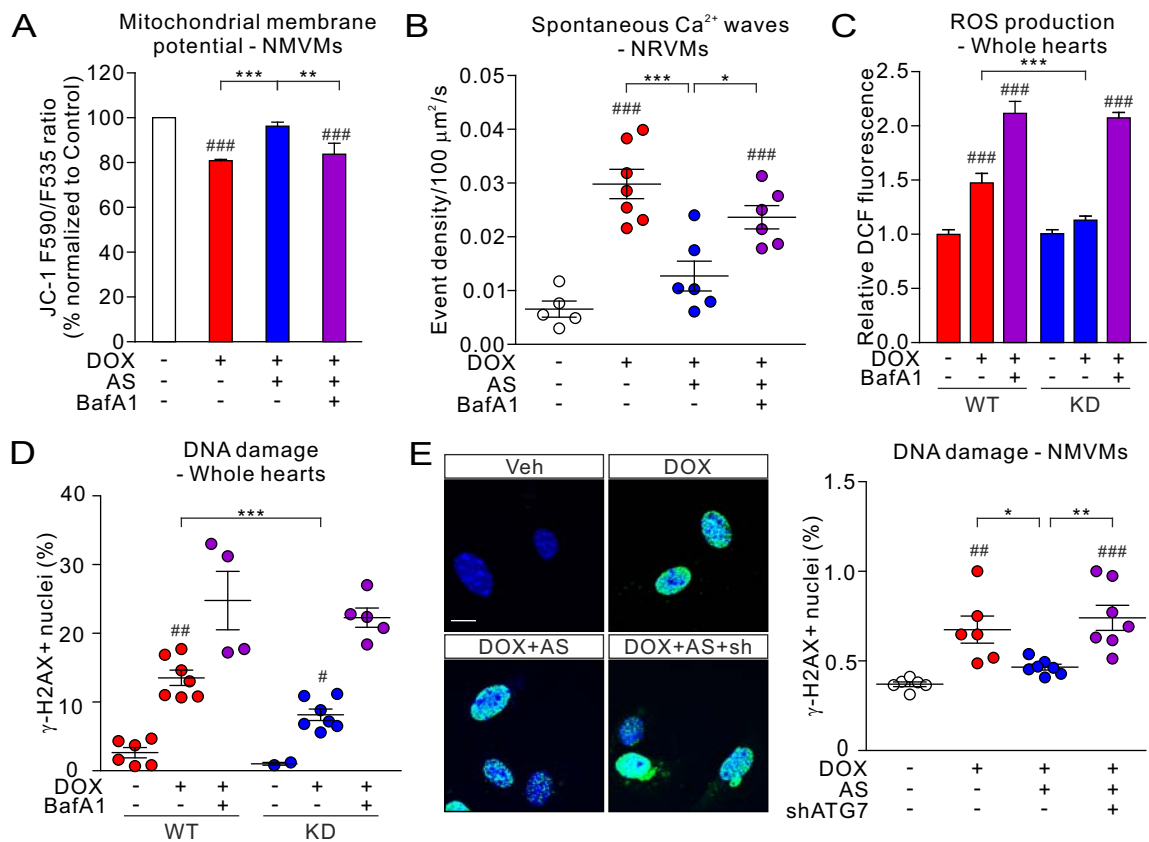 A
Mitochondrial membrane
potential - NMVMs
***
**
120
100
80
60
40
20
0
JC-1 F590/F535 ratio
(% normalized to Control)
###
###
DOX - + + +
AS - - + +
BafA1 - - - +
B
Spontaneous Ca²⁺ waves
- NRVMs
***
*
0.05
0.04
0.03
0.02
0.01
0.00
Event density/100 μm²/s
###
###
DOX - + + +
AS - - + +
BafA1 - - - +
C
ROS production
- Whole hearts
***
2.5
2.0
1.5
1.0
0.5
0.0
Relative DCF fluorescence
###
###
###
DOX - + + - + +
BafA1 - - + - - +
WT KD
D
DNA damage
- Whole hearts
***
40
30
20
10
0
γ-H2AX+ nuclei (%)
##
#
DOX - + + - + +
BafA1 - - + - - +
WT KD
E
Veh
DOX
DOX+AS
DOX+AS+sh
DNA damage - NMVMs
*
**
1.5
1.0
0.5
0
γ-H2AX+ nuclei (%)
##
###
DOX - + + +
AS - - + +
shATG7 - - - +